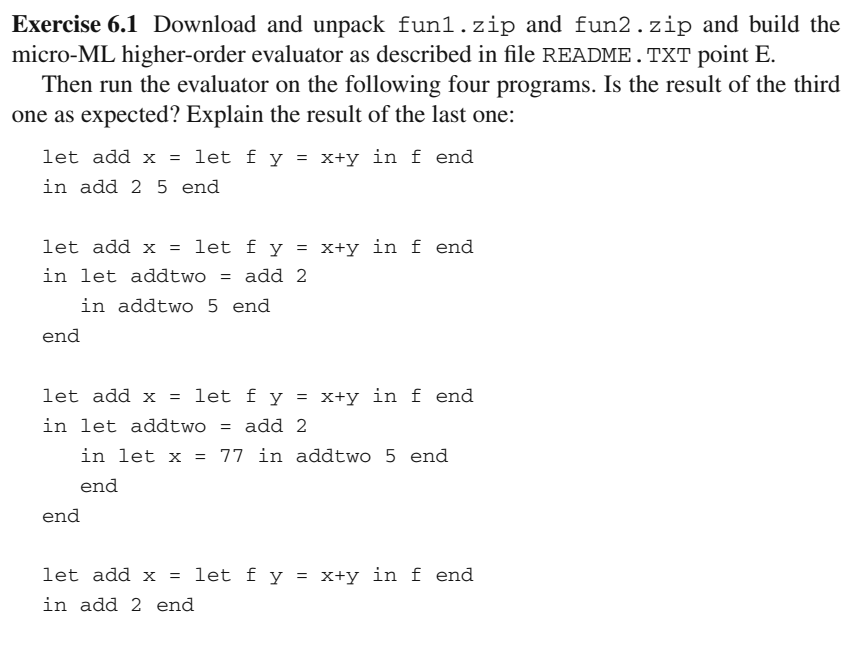 Exercise 6.1 Download and unpack fun1.zip and fun2.zip and build the
micro-ML higher-order evaluator as described in file README.TXT point E.
Then run the evaluator on the following four programs. Is the result of the third
one as expected? Explain the result of the last one:
let add x = let f y = x+y in f end
in add 2 5 end
let add x = let f y = x+y in f end
in let addtwo = add 2
in addtwo 5 end
end
let add x = let f y = x+y in f end
in let addtwo = add 2
in let x = 77 in addtwo 5 end
end
end
let add x = let f y = x+y in f end
in add 2 end